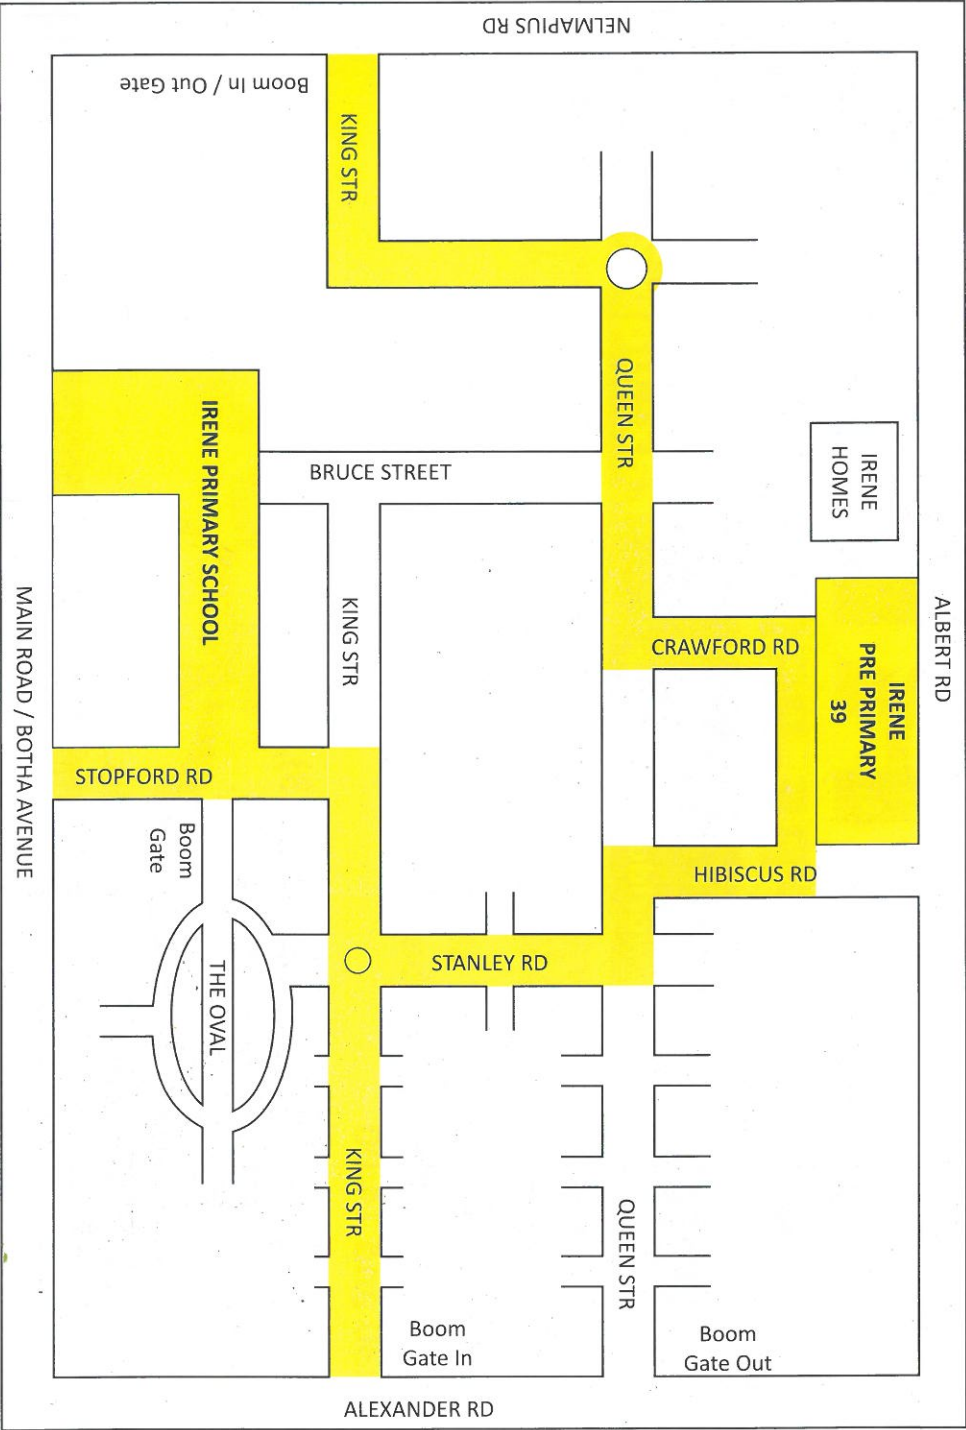 NELMAPIUS RD
Boom In / Out Gate
KING STR
QUEEN STR
IRENE
HOMES
IRENE PRIMARY SCHOOL
BRUCE STREET
KING STR
CRAWFORD RD
IRENE
PRE PRIMARY
39
ALBERT RD
MAIN ROAD / BOTHA AVENUE
STOPFORD RD
Boom
Gate
HIBISCUS RD
THE OVAL
STANLEY RD
KING STR
QUEEN STR
Boom
Gate In
Boom
Gate Out
ALEXANDER RD